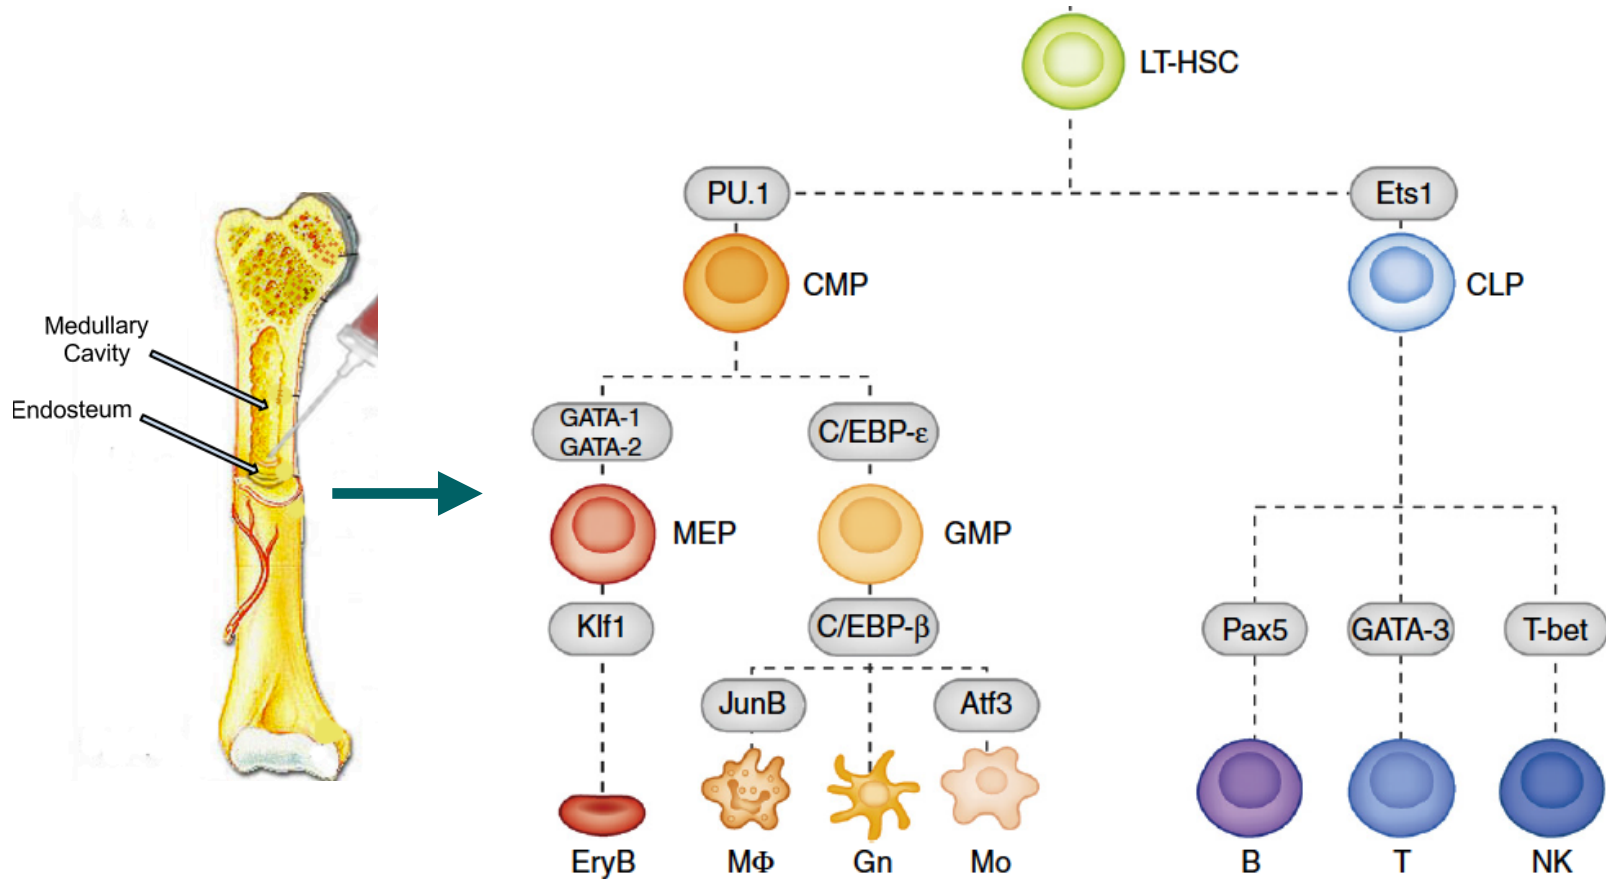 LT-HSC
PU.1
Ets1
CMP
CLP
Medullary
Cavity
Endosteum
GATA-1
GATA-2
C/EBP-ε
MEP
GMP
Klf1
C/EBP-β
Pax5
GATA-3
T-bet
JunB
Atf3
EryB
MΦ
Gn
Mo
B
T
NK